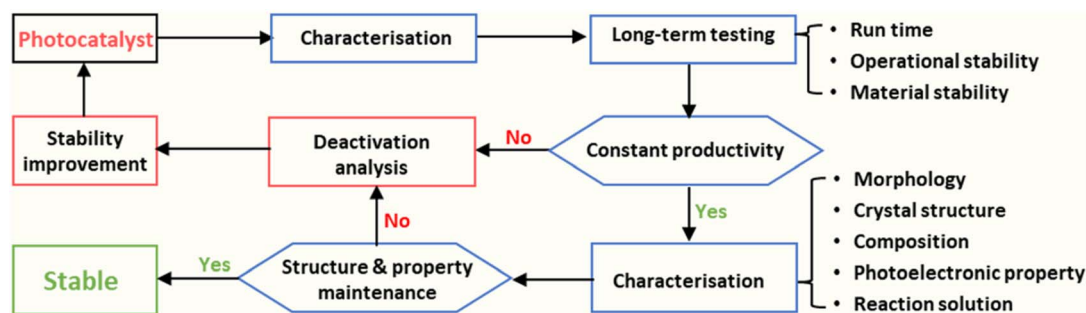 Photocatalyst
Characterisation
Long-term testing
• Run time
• Operational stability
• Material stability
Stability
improvement
Deactivation
analysis
No
Constant productivity
Yes
No
• Morphology
• Crystal structure
• Composition
• Photoelectronic property
• Reaction solution
Stable
Yes
Structure & property
maintenance
Characterisation